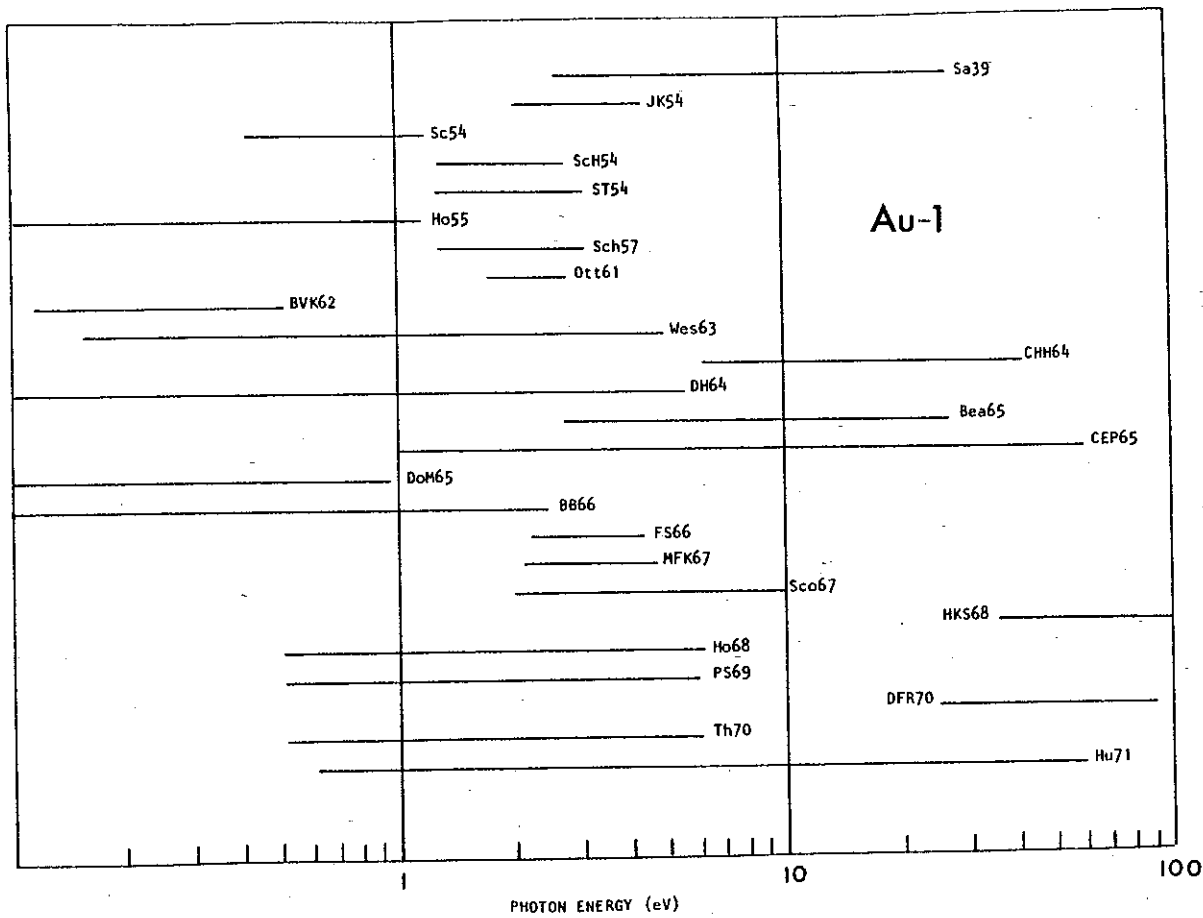 Sa39
JK54
Sc54
ScH54
ST54
Ho55
Au-1
Sch57
Ott61
BVK62
Wes63
CHH64
DH64
Bea65
CEP65
DoM65
BB66
FS66
MFK67
Sco67
HKS68
Ho68
PS69
DFR70
Th70
Hu71
1 10 100
PHOTON ENERGY (eV)